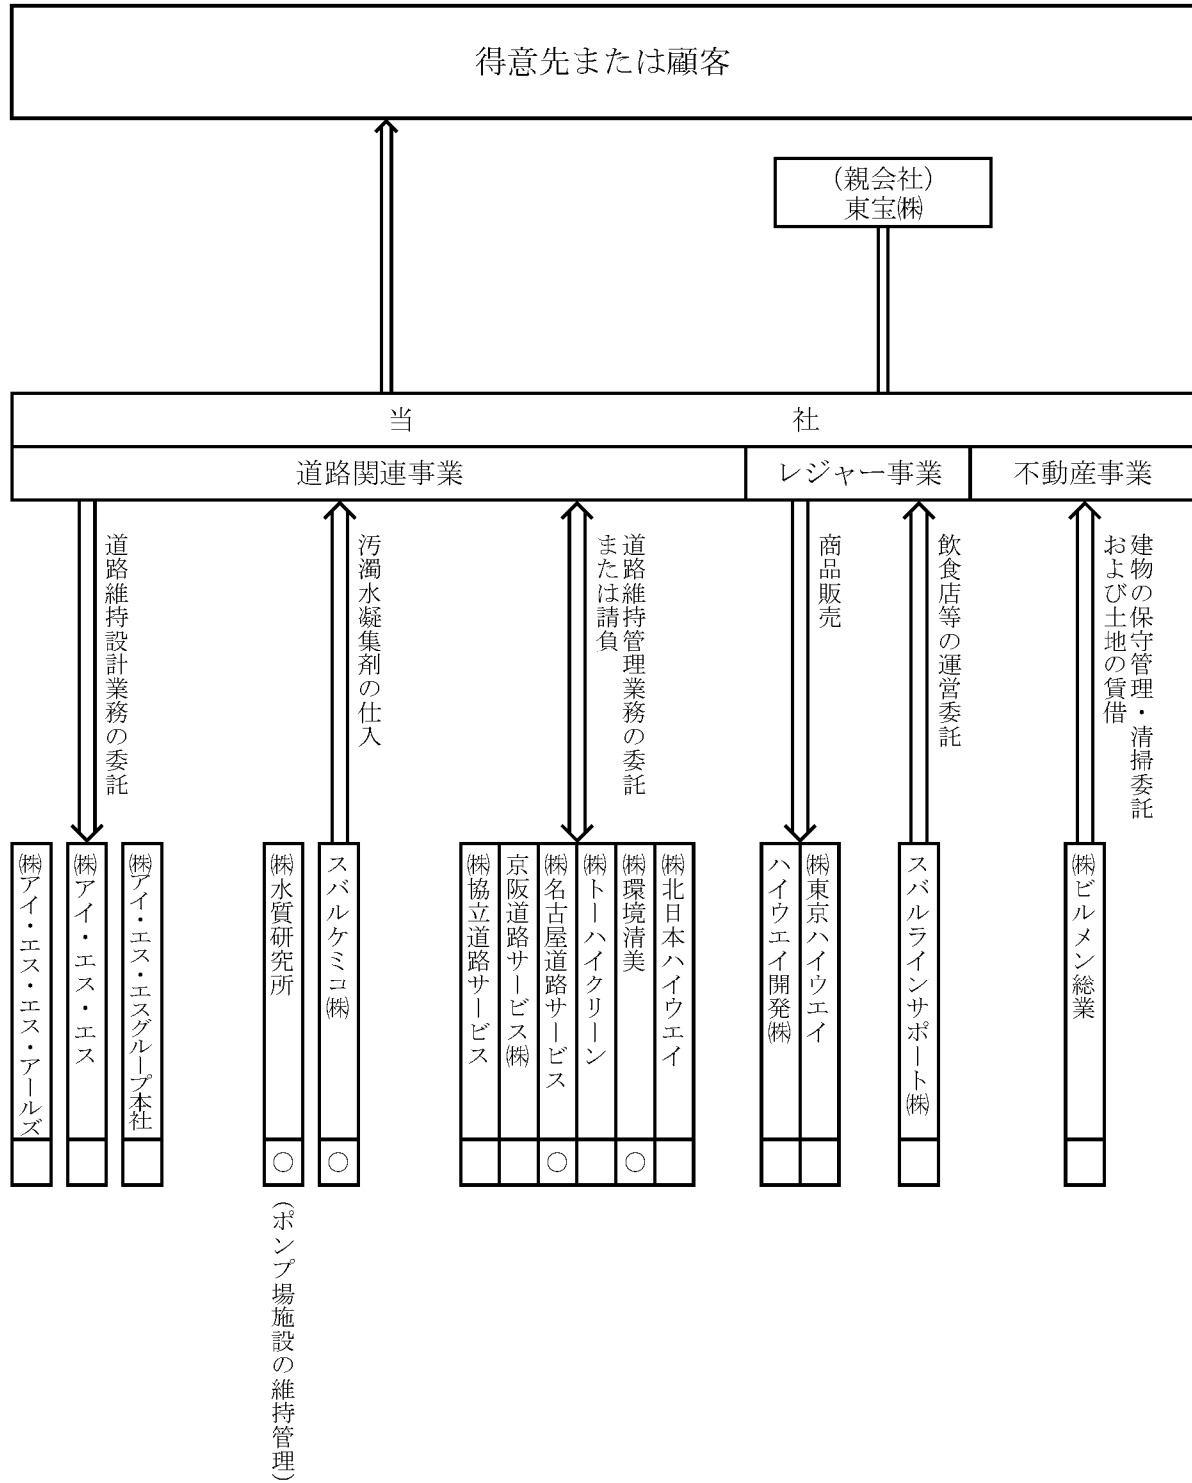 得意先または顧客
（親会社）
東宝㈱
当社
道路関連事業
レジャー事業
不動産事業
道路維持設計業務の委託
汚濁水凝集剤の仕入
道路維持管理業務の委託
または請負
商品販売
飲食店等の運営委託
建物の保守管理・清掃委託
および土地の賃借
㈱アイ・エス・エス・アールズ
㈱アイ・エス・エス
㈱アイ・エス・エスグループ本社
㈱水質研究所
スバルケミコ㈱
㈱協立道路サービス
京阪道路サービス㈱
㈱名古屋道路サービス
㈱トーハイクリーン
㈱環境清美
㈱北日本ハイウエイ
ハイウエイ開発㈱
㈱東京ハイウエイ
スバルラインサポート㈱
㈱ビルメン総業
○
○
○
○
（ポンプ場施設の維持管理）